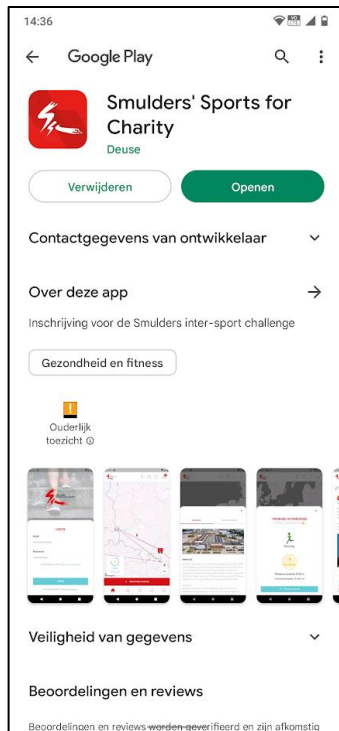 14:36
Google Play
Smulders' Sports for
Charity
Deuse
Verwijderen
Openen
Contactgegevens van ontwikkelaar
Over deze app
Inschrijving voor de Smulders inter-sport challenge
Gezondheid en fitness
Ouderlijk
toezicht
LOGIN
Veiligheid van gegevens
Beoordelingen en reviews
Beoordelingen en reviews worden geverifieerd en zijn afkomstig